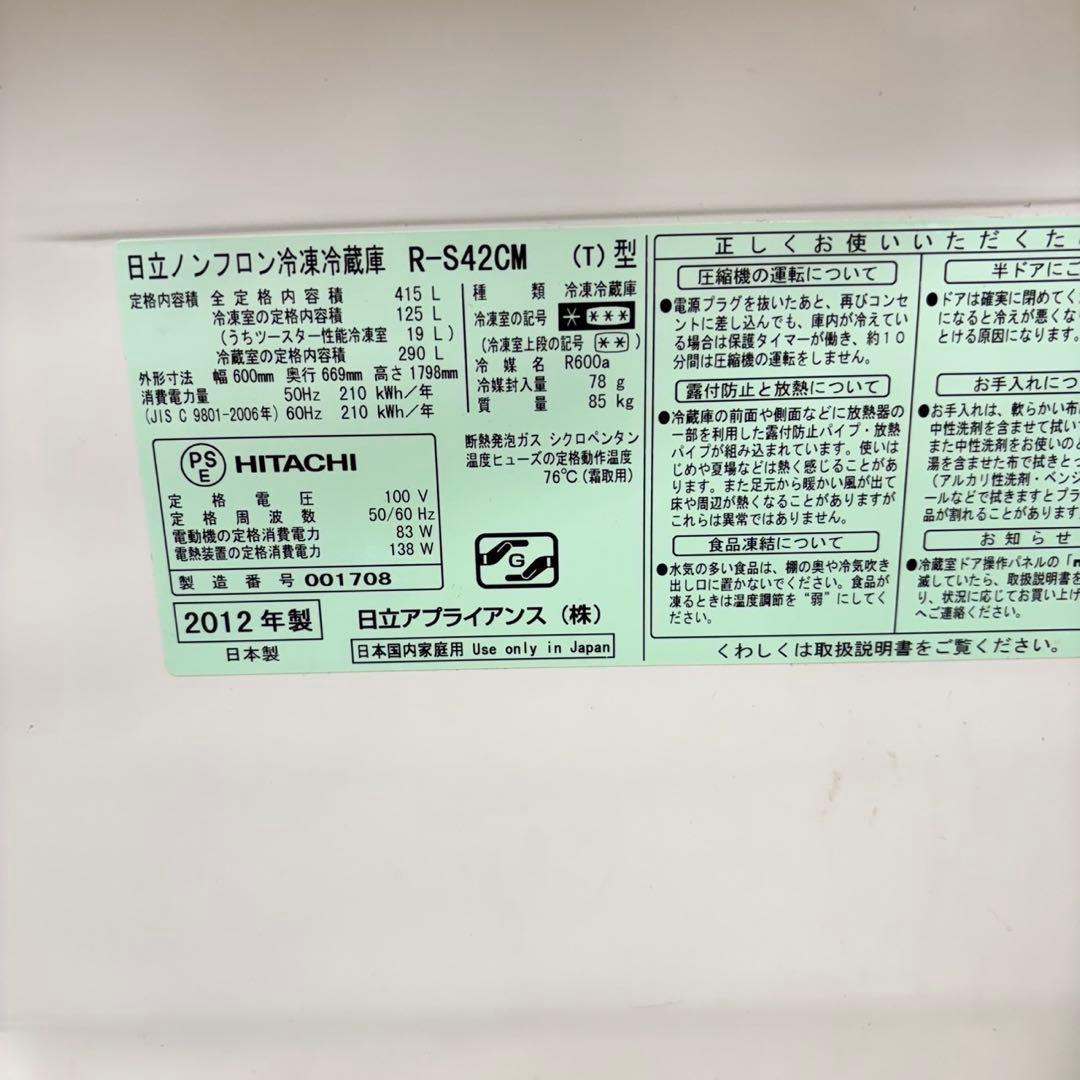 日立ノンフロン冷凍冷蔵庫 R-S42CM (T)型
定格内容積 全定格内容積 415 L
冷凍室の定格内容積 125 L
(うちツースター性能冷凍室 19 L)
冷蔵室の定格内容積 290 L
外形寸法 幅 600mm 奥行 669mm 高さ 1798mm
消費電力量 50Hz 210 kWh/年
(JIS C 9801-2006年) 60Hz 210 kWh/年
種類 冷凍冷蔵庫
冷凍室の記号 * ***
(冷凍室上段の記号 ** )
冷媒名 R600a
冷媒封入量 78 g
質量 85 kg
PSE HITACHI
定格電圧 100 V
定格周波数 50/60 Hz
電動機の定格消費電力 83 W
電熱装置の定格消費電力 138 W
製造番号 001708
断熱発泡ガス シクロペンタン
温度ヒューズの定格動作温度
76℃(霜取用)
G
2012年製
日本製
日立アプライアンス(株)
日本国内家庭用 Use only in Japan
正しくお使いいただくため
圧縮機の運転について
●電源プラグを抜いたあと、再びコンセ
ントに差し込んでも、庫内が冷えてい
る場合は保護タイマーが働き、約10
分間は圧縮機の運転をしません。
露付防止と放熱について
●冷蔵庫の前面や側面などに放熱器の
一部を利用した露付防止パイプ・放熱
パイプが組み込まれています。使いは
じめや夏場などは熱く感じることがあ
ります。また足元から暖かい風が出て
床や周辺が熱くなることがありますが
これらは異常ではありません。
食品凍結について
●水気の多い食品は、棚の奥や冷気吹き
出し口に置かないでください。食品が
凍るときは温度調節を“弱”にしてく
ださい。
半ドアにご
●ドアは確実に閉めてく
になると冷えが悪くな
とける原因になります。
お手入れについ
●お手入れは、軟らかい布に
中性洗剤を含ませて拭いて
また中性洗剤をお使いのと
湯を含ませた布で拭きとっ
(アルカリ性洗剤・ベンジ
ールなどで拭きますとプラ
品が割れることがあります
お知らせ
●冷蔵室ドア操作パネルの「
滅していたら、取扱説明書を
り、状況に応じてお買い上げ
へご連絡ください。
くわしくは取扱説明書をご覧ください。